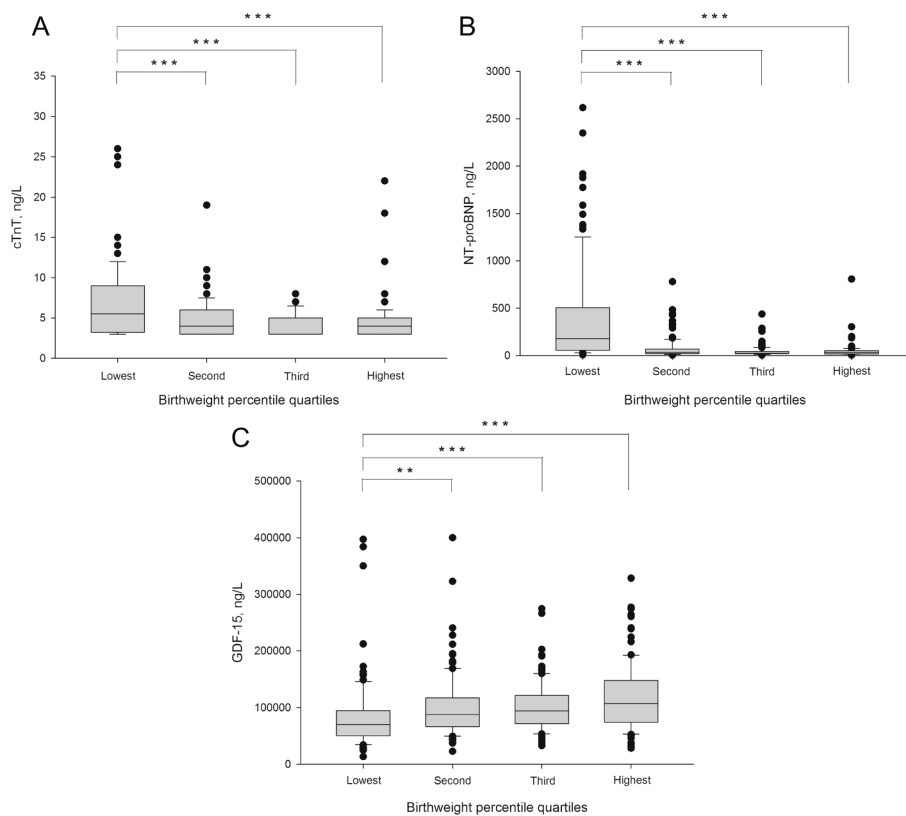 A
* * *
* * *
* * *
35
30
25
20
15
10
5
0
cTnT, ng/L
Lowest
Second
Third
Highest
Birthweight percentile quartiles
B
* * *
* * *
* * *
3000
2500
2000
1500
1000
500
0
NT-proBNP, ng/L
Lowest
Second
Third
Highest
Birthweight percentile quartiles
C
* * *
* * *
* *
500000
400000
300000
200000
100000
0
GDF-15, ng/L
Lowest
Second
Third
Highest
Birthweight percentile quartiles